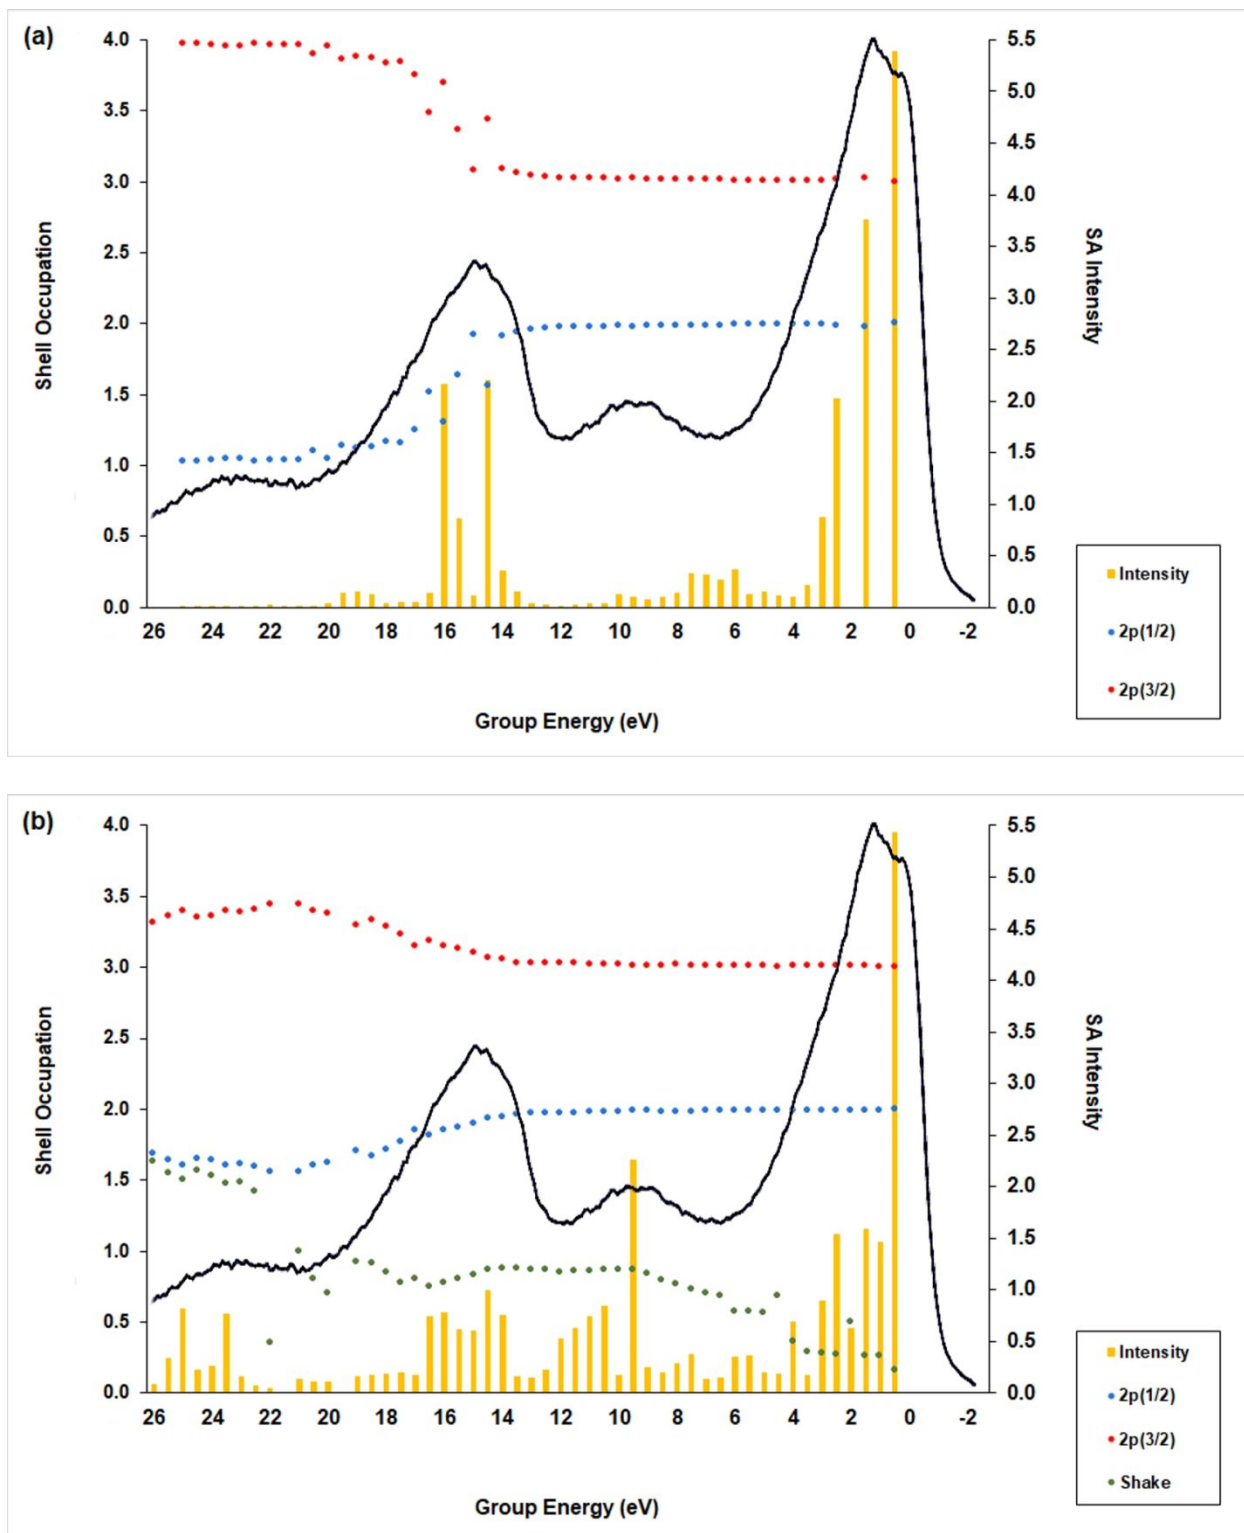 (a)
4.0 5.5
5.0
3.5
4.5
3.0 4.0
2.5 3.5
3.0
2.0
2.5
1.5 2.0
1.0 1.5
1.0
0.5
0.5
0.0 0.0
26 24 22 20 18 16 14 12 10 8 6 4 2 0 -2
Shell Occupation
SA Intensity
Group Energy (eV)
Intensity
2p(1/2)
2p(3/2)
(b)
4.0 5.5
5.0
3.5
4.5
3.0 4.0
2.5 3.5
3.0
2.0
2.5
1.5 2.0
1.0 1.5
1.0
0.5
0.5
0.0 0.0
26 24 22 20 18 16 14 12 10 8 6 4 2 0 -2
Shell Occupation
SA Intensity
Group Energy (eV)
Intensity
2p(1/2)
2p(3/2)
Shake